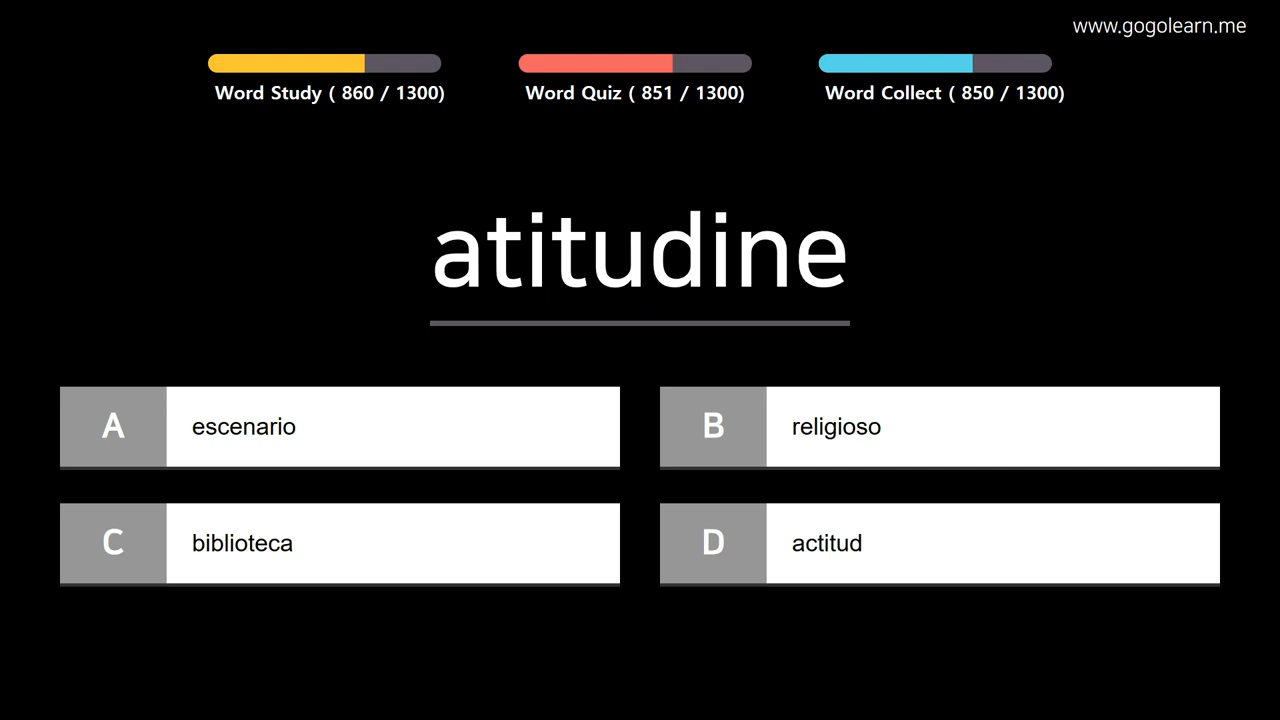 www.gogolearn.me
Word Study ( 860 / 1300)
Word Quiz ( 851 / 1300)
Word Collect ( 850 / 1300)
atitudine
A escenario
B religioso
C biblioteca
D actitud